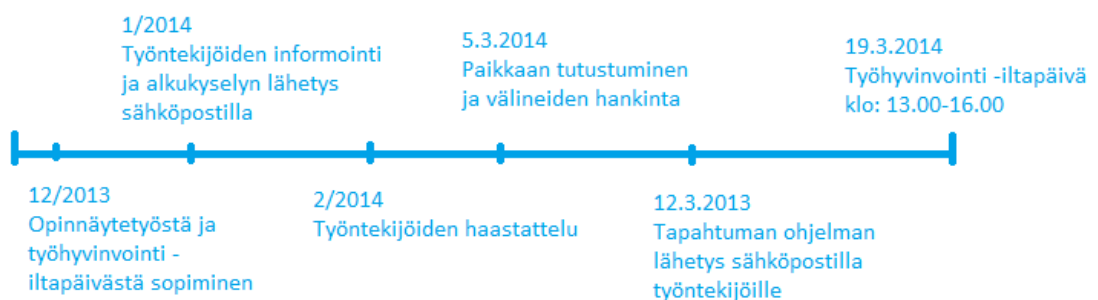 1/2014
Työntekijöiden informointi
ja alkukyselyn lähetys
sähköpostilla
5.3.2014
Paikkaan tutustuminen
ja välineiden hankinta
19.3.2014
Työhyvinvointi -iltapäivä
klo: 13.00-16.00
12/2013
Opinnäytetyöstä ja
työhyvinvointi -
iltapäivästä sopiminen
2/2014
Työntekijöiden haastattelu
12.3.2013
Tapahtuman ohjelman
lähetys sähköpostilla
työntekijöille